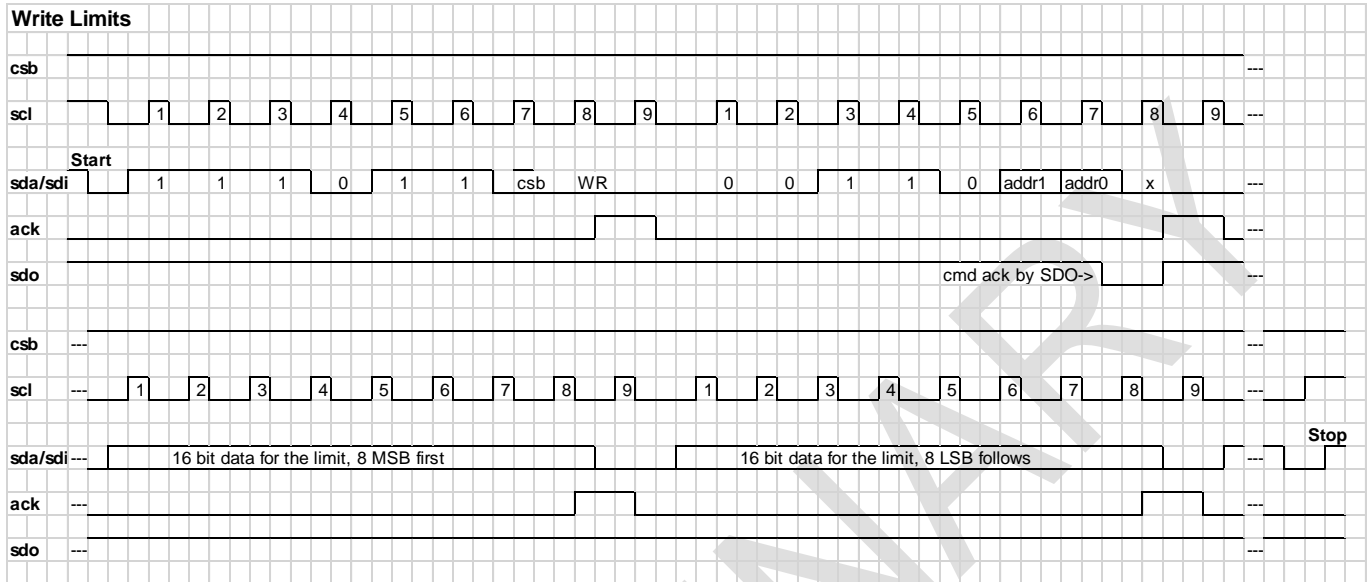 Write Limits
csb ---
scl 1 2 3 4 5 6 7 8 9 1 2 3 4 5 6 7 8 9 ---
Start
sda/sdi 1 1 1 0 1 1 csb WR 0 0 1 1 0 addr1 addr0 x ---
ack ---
sdo cmd ack by SDO-> ---
csb --- ---
scl --- 1 2 3 4 5 6 7 8 9 1 2 3 4 5 6 7 8 9 ---
Stop
sda/sdi --- 16 bit data for the limit, 8 MSB first 16 bit data for the limit, 8 LSB follows ---
ack --- ---
sdo --- ---
NARY